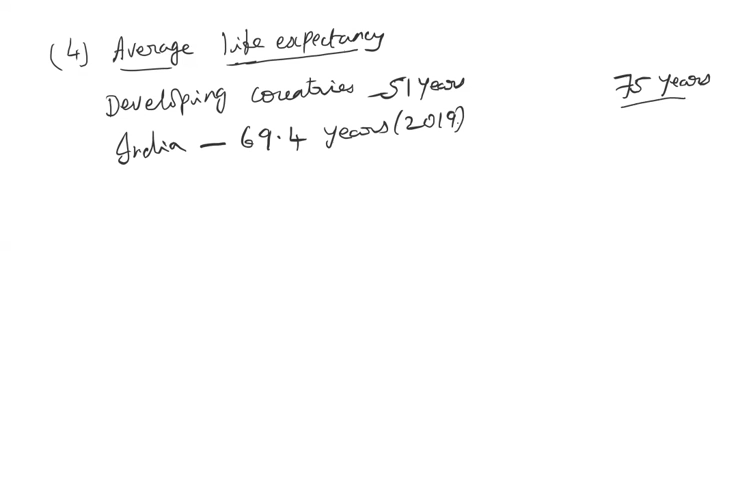 (4) Average life expectancy
Developing countries - 51 years 75 years
India - 69.4 years (2019)